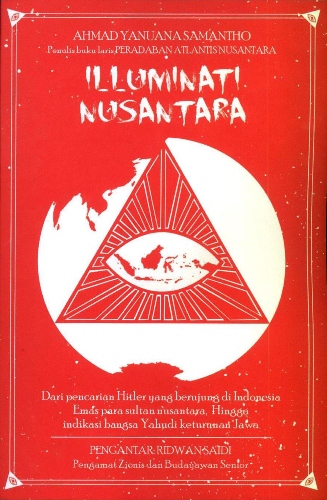 AHMAD YANUANA SAMANTHO
Penulis buku laris PERADABAN ATLANTIS NUSANTARA
ILLUMINATI
NUSANTARA
Dari pencarian Hitler yang berujung di Indonesia
Emas para sultan nusantara, Hingga
indikasi bangsa Yahudi keturunan Jawa
PENGANTAR RIDWAN SAIDI
Pengamat Zionis dan Budayawan Senior